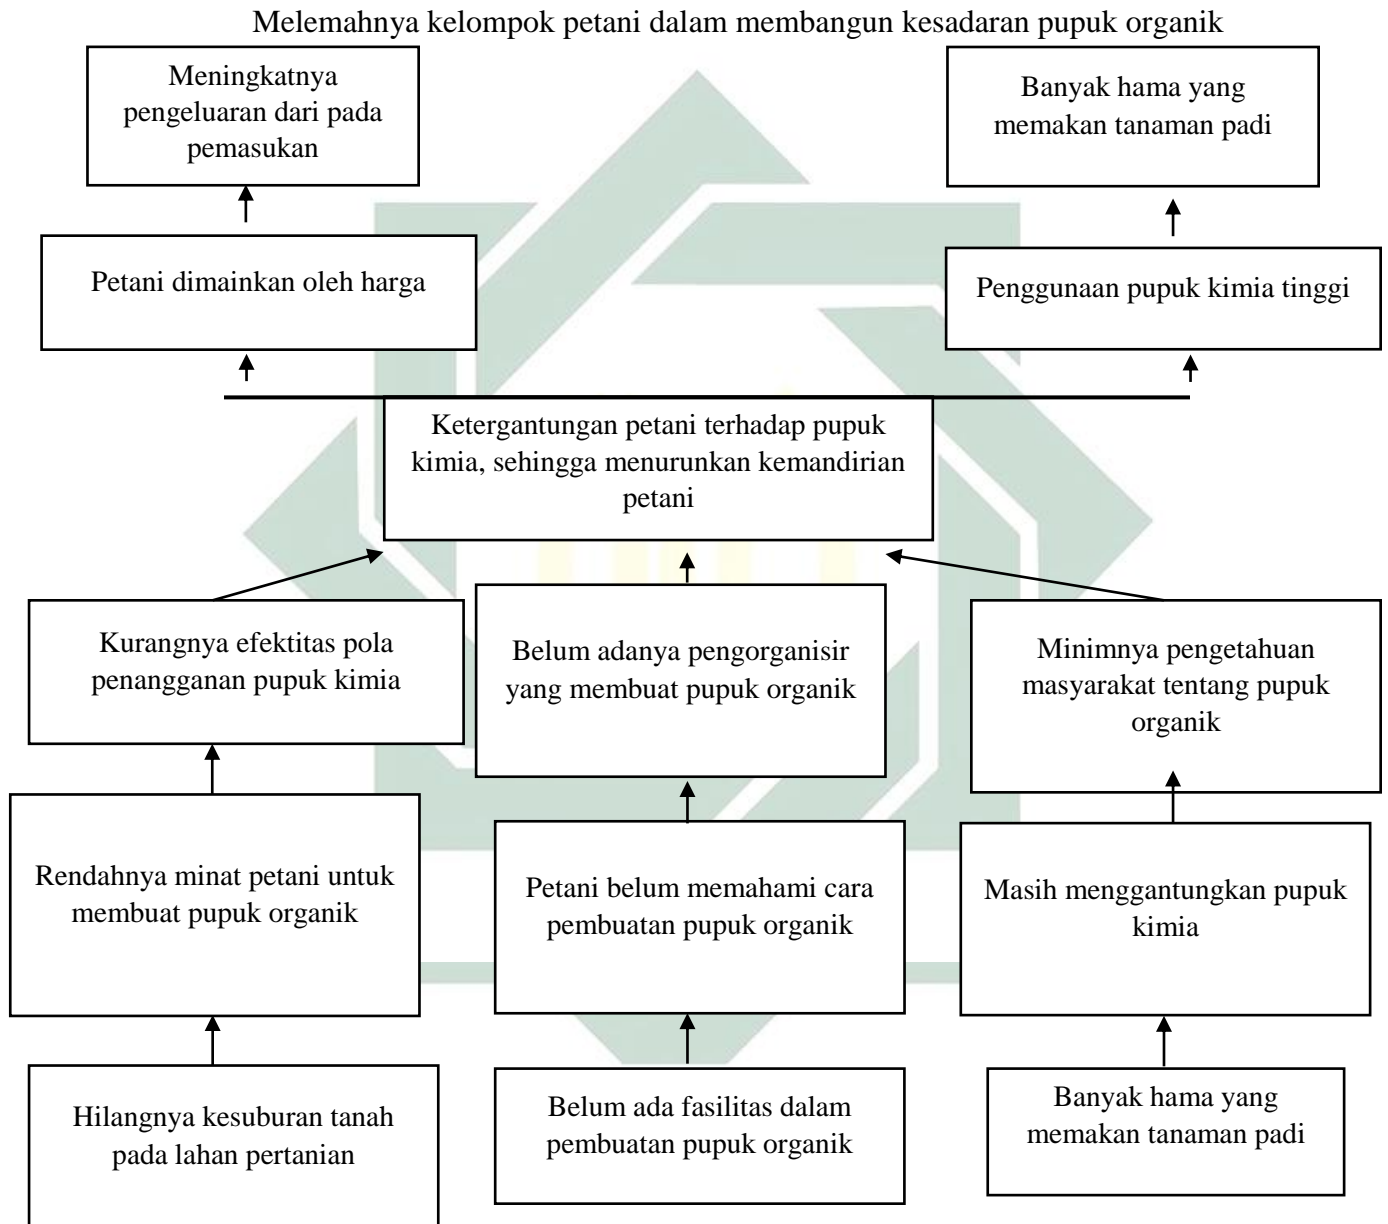 Melemahnya kelompok petani dalam membangun kesadaran pupuk organik
Meningkatnya
pengeluaran dari pada
pemasukan
Banyak hama yang
memakan tanaman padi
Petani dimainkan oleh harga
Penggunaan pupuk kimia tinggi
Ketergantungan petani terhadap pupuk
kimia, sehingga menurunkan kemandirian
petani
Kurangnya efektitas pola
penangganan pupuk kimia
Belum adanya pengorganisir
yang membuat pupuk organik
Minimnya pengetahuan
masyarakat tentang pupuk
organik
Rendahnya minat petani untuk
membuat pupuk organik
Petani belum memahami cara
pembuatan pupuk organik
Masih menggantungkan pupuk
kimia
Hilangnya kesuburan tanah
pada lahan pertanian
Belum ada fasilitas dalam
pembuatan pupuk organik
Banyak hama yang
memakan tanaman padi